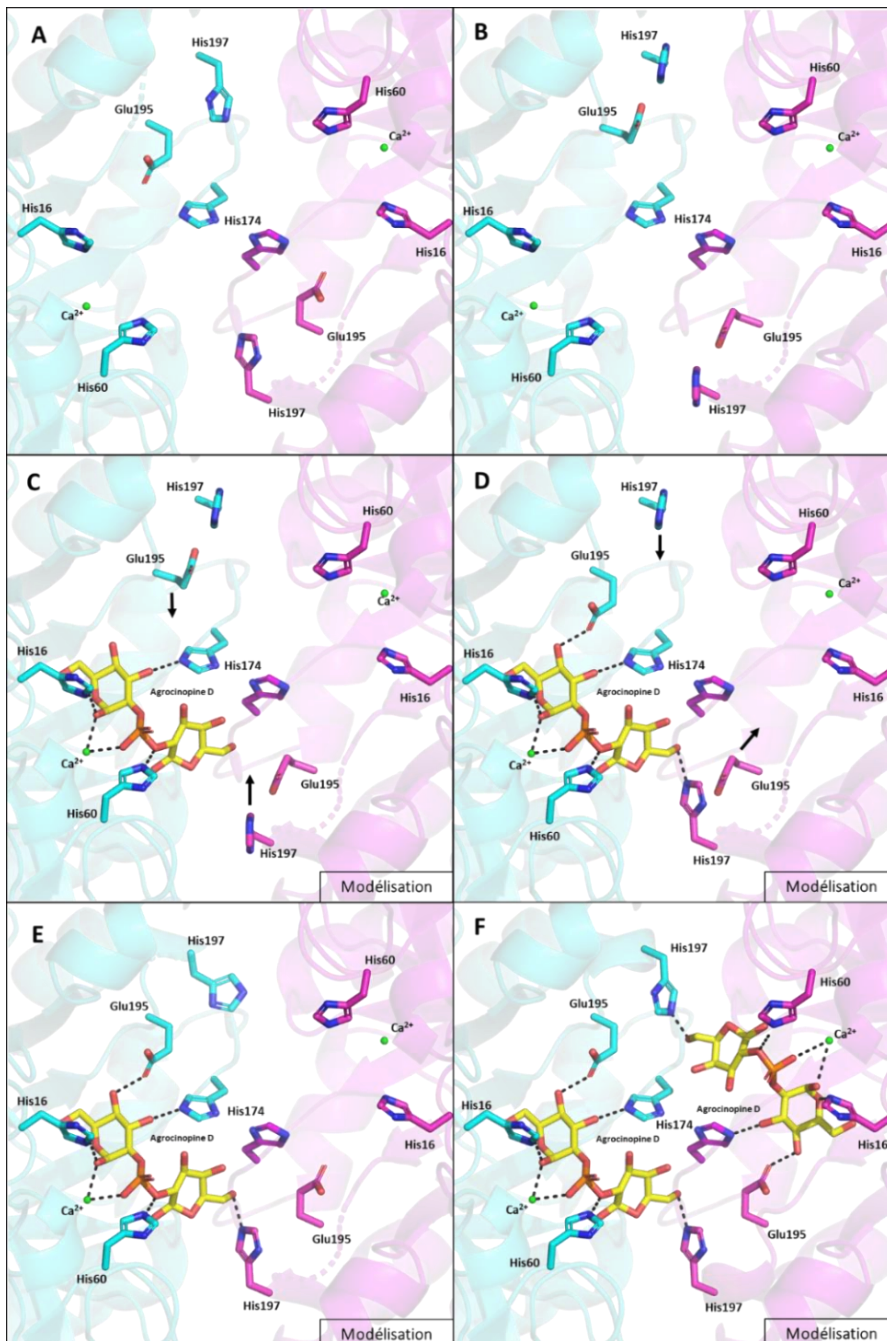 A
His197
His60
Glu195
Ca2+
His16
His174
His16
Ca2+
Glu195
His60
His197
B
His197
His60
Glu195
Ca2+
His16
His174
His16
Ca2+
Glu195
His60
His197
C
His197
His60
Glu195
Ca2+
His16
His174
Agrocinopine D
His16
Ca2+
Glu195
His60
His197
Modélisation
D
His197
His60
Glu195
Ca2+
His16
His174
Agrocinopine D
His16
Ca2+
Glu195
His60
His197
Modélisation
E
His197
His60
Glu195
Ca2+
His16
His174
Agrocinopine D
His16
Ca2+
Glu195
His60
His197
Modélisation
F
His197
His60
Glu195
Ca2+
His16
His174
Agrocinopine D
Agrocinopine D
His16
Ca2+
Glu195
His60
His197
Modélisation